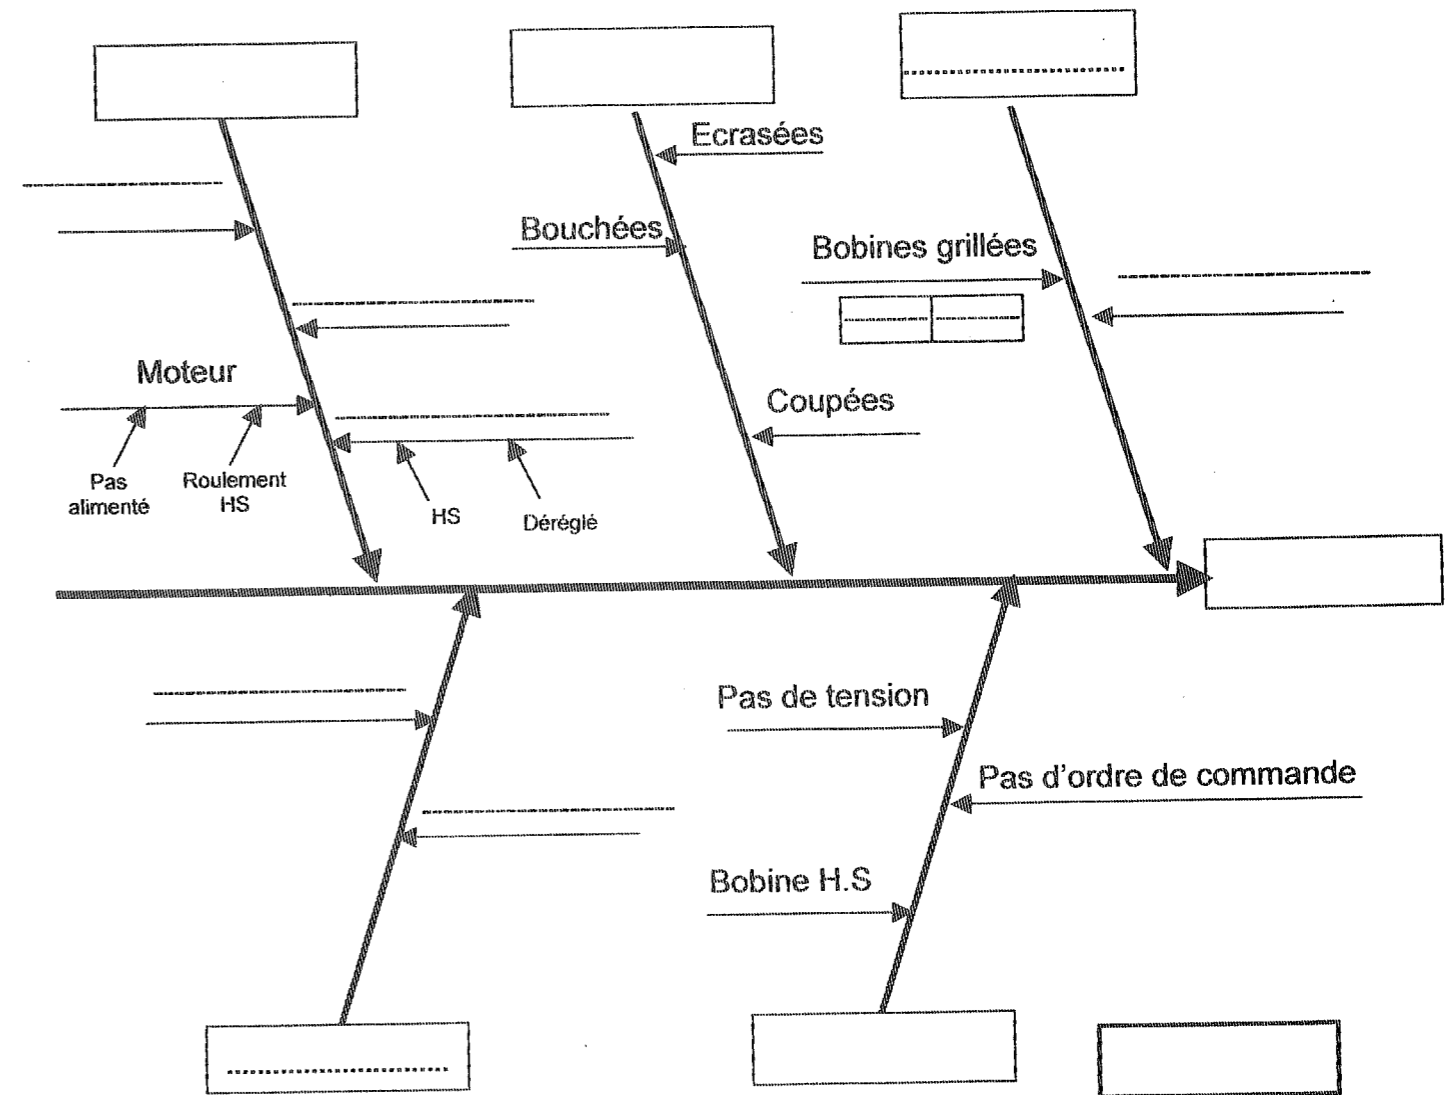 Ecrasées
Bouchées
Bobines grillées
Moteur
Coupées
Pas
alimenté
Roulement
HS
HS
Déréglé
Pas de tension
Pas d'ordre de commande
Bobine H.S